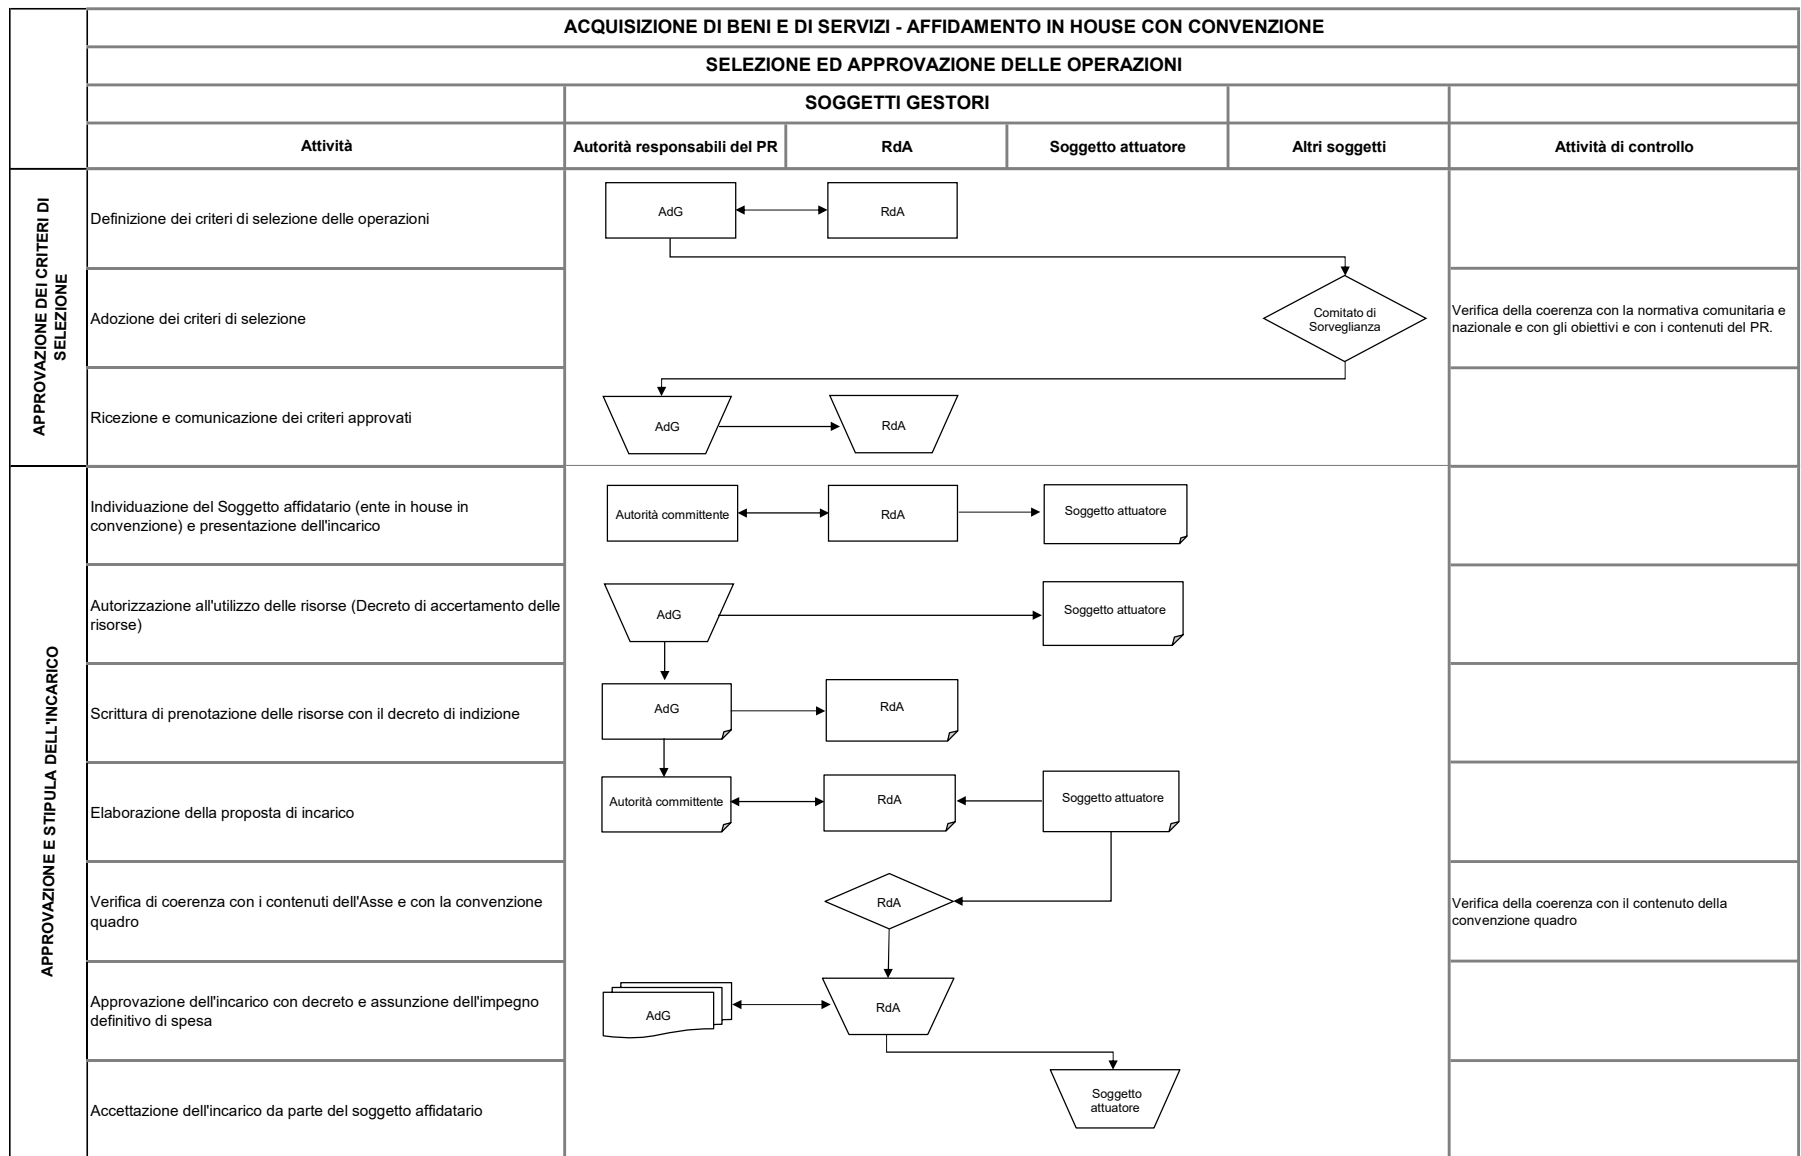 ACQUISIZIONE DI BENI E DI SERVIZI - AFFIDAMENTO IN HOUSE CON CONVENZIONE
SELEZIONE ED APPROVAZIONE DELLE OPERAZIONI
SOGGETTI GESTORI
Attività
Autorità responsabili del PR
RdA
Soggetto attuatore
Altri soggetti
Attività di controllo
APPROVAZIONE DEI CRITERI DI
SELEZIONE
Definizione dei criteri di selezione delle operazioni
AdG
RdA
Adozione dei criteri di selezione
Comitato di
Sorveglianza
Verifica della coerenza con la normativa comunitaria e
nazionale e con gli obiettivi e con i contenuti del PR.
Ricezione e comunicazione dei criteri approvati
AdG
RdA
APPROVAZIONE E STIPULA DELL'INCARICO
Individuazione del Soggetto affidatario (ente in house in
convenzione) e presentazione dell'incarico
Autorità committente
RdA
Soggetto attuatore
Autorizzazione all'utilizzo delle risorse (Decreto di accertamento delle
risorse)
AdG
Soggetto attuatore
Scrittura di prenotazione delle risorse con il decreto di indizione
AdG
RdA
Elaborazione della proposta di incarico
Autorità committente
RdA
Soggetto attuatore
Verifica di coerenza con i contenuti dell'Asse e con la convenzione
quadro
RdA
Verifica della coerenza con il contenuto della
convenzione quadro
Approvazione dell'incarico con decreto e assunzione dell'impegno
definitivo di spesa
AdG
RdA
Accettazione dell'incarico da parte del soggetto affidatario
Soggetto
attuatore